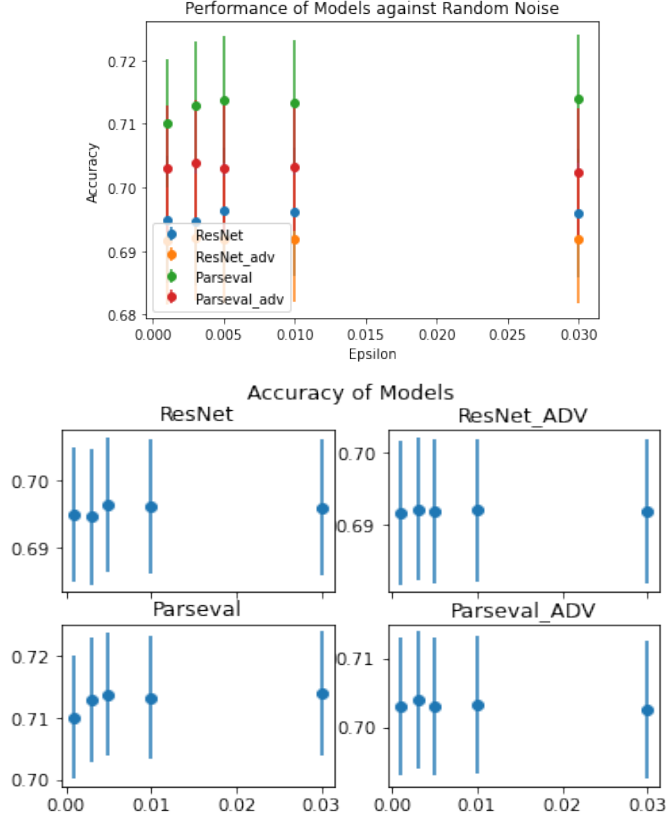 Performance of Models against Random Noise
0.72
0.71
0.70
0.69
0.68
Accuracy
ResNet
ResNet_adv
Parseval
Parseval_adv
0.000 0.005 0.010 0.015 0.020 0.025 0.030
Epsilon
Accuracy of Models
ResNet ResNet_ADV
0.70 0.70
0.69 0.69
Parseval Parseval_ADV
0.72 0.71
0.71 0.70
0.70
0.00 0.01 0.02 0.03 0.00 0.01 0.02 0.03